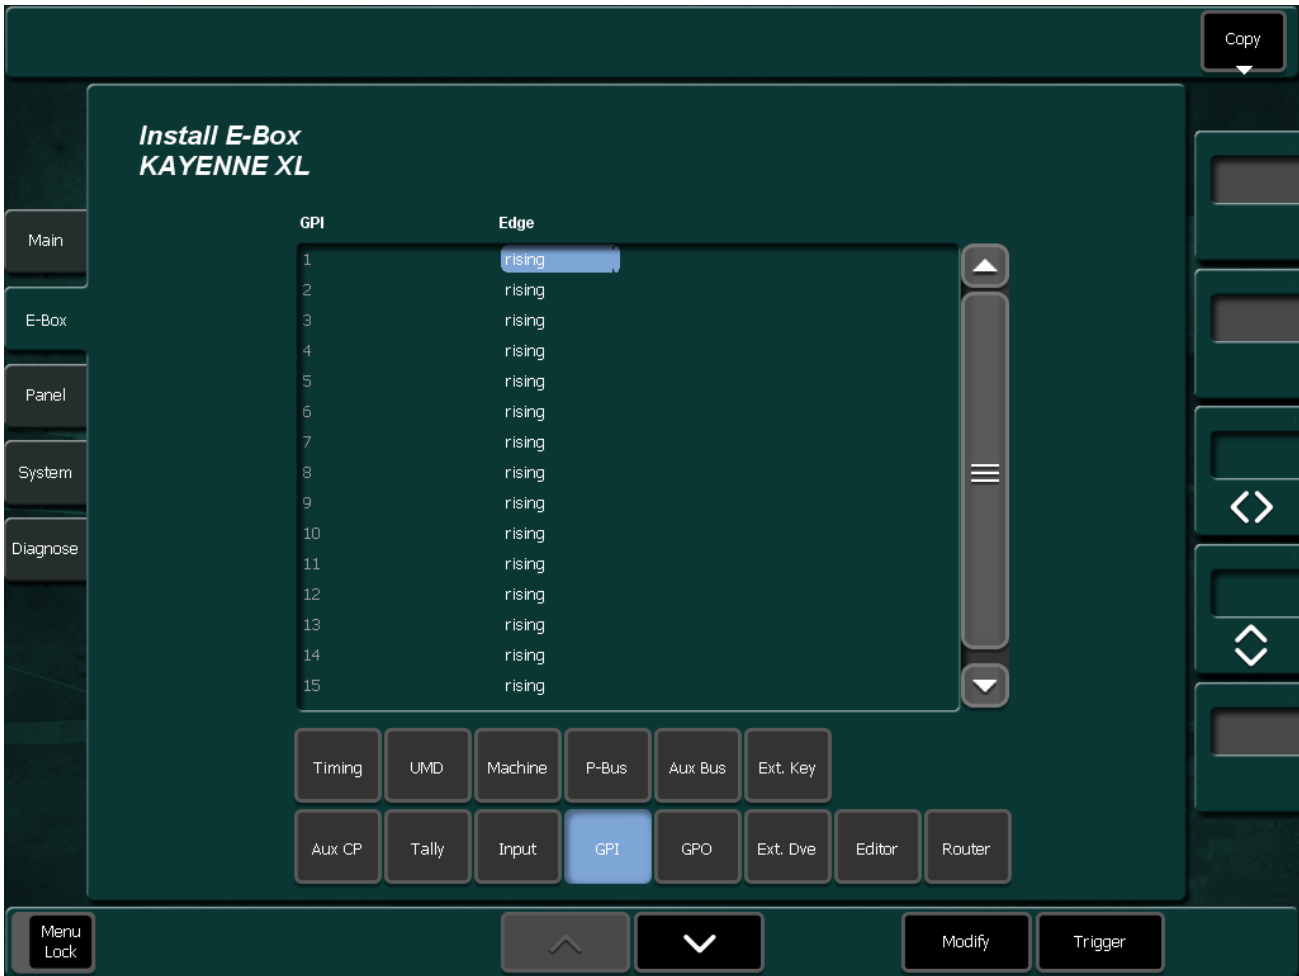 Copy
Install E-Box
KAYENNE XL
GPI Edge
Main
E-Box
Panel
System
Diagnose
1 rising
2 rising
3 rising
4 rising
5 rising
6 rising
7 rising
8 rising
9 rising
10 rising
11 rising
12 rising
13 rising
14 rising
15 rising
Timing UMD Machine P-Bus Aux Bus Ext. Key
Aux CP Tally Input GPI GPO Ext. Dve Editor Router
Menu
Lock
Modify Trigger